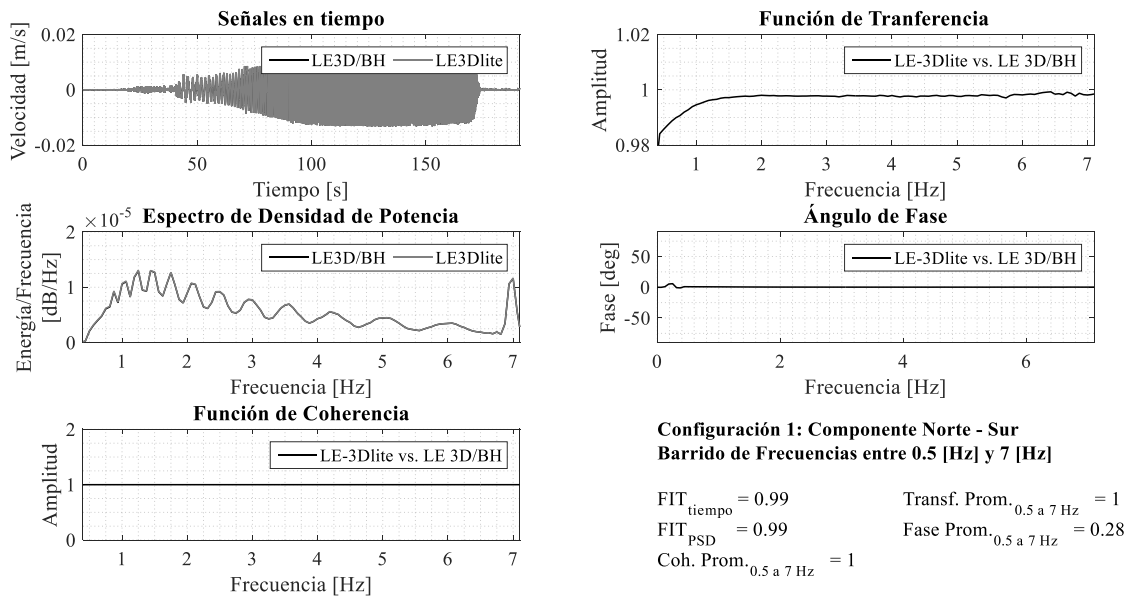 Señales en tiempo
Velocidad [m/s]
0.02
0
-0.02
LE3D/BH LE3Dlite
0 50 100 150
Tiempo [s]
Función de Tranferencia
Amplitud
1.02
1
0.98
LE-3Dlite vs. LE 3D/BH
1 2 3 4 5 6 7
Frecuencia [Hz]
Espectro de Densidad de Potencia
×10-5
Energía/Frecuencia
[dB/Hz]
2
1
0
LE3D/BH LE3Dlite
1 2 3 4 5 6 7
Frecuencia [Hz]
Ángulo de Fase
Fase [deg]
50
0
-50
LE-3Dlite vs. LE 3D/BH
0 2 4 6
Frecuencia [Hz]
Función de Coherencia
Amplitud
2
1
0
LE-3Dlite vs. LE 3D/BH
1 2 3 4 5 6 7
Frecuencia [Hz]
Configuración 1: Componente Norte - Sur
Barrido de Frecuencias entre 0.5 [Hz] y 7 [Hz]
FIT tiempo = 0.99 Transf. Prom. 0.5 a 7 Hz = 1
FIT PSD = 0.99 Fase Prom. 0.5 a 7 Hz = 0.28
Coh. Prom. 0.5 a 7 Hz = 1